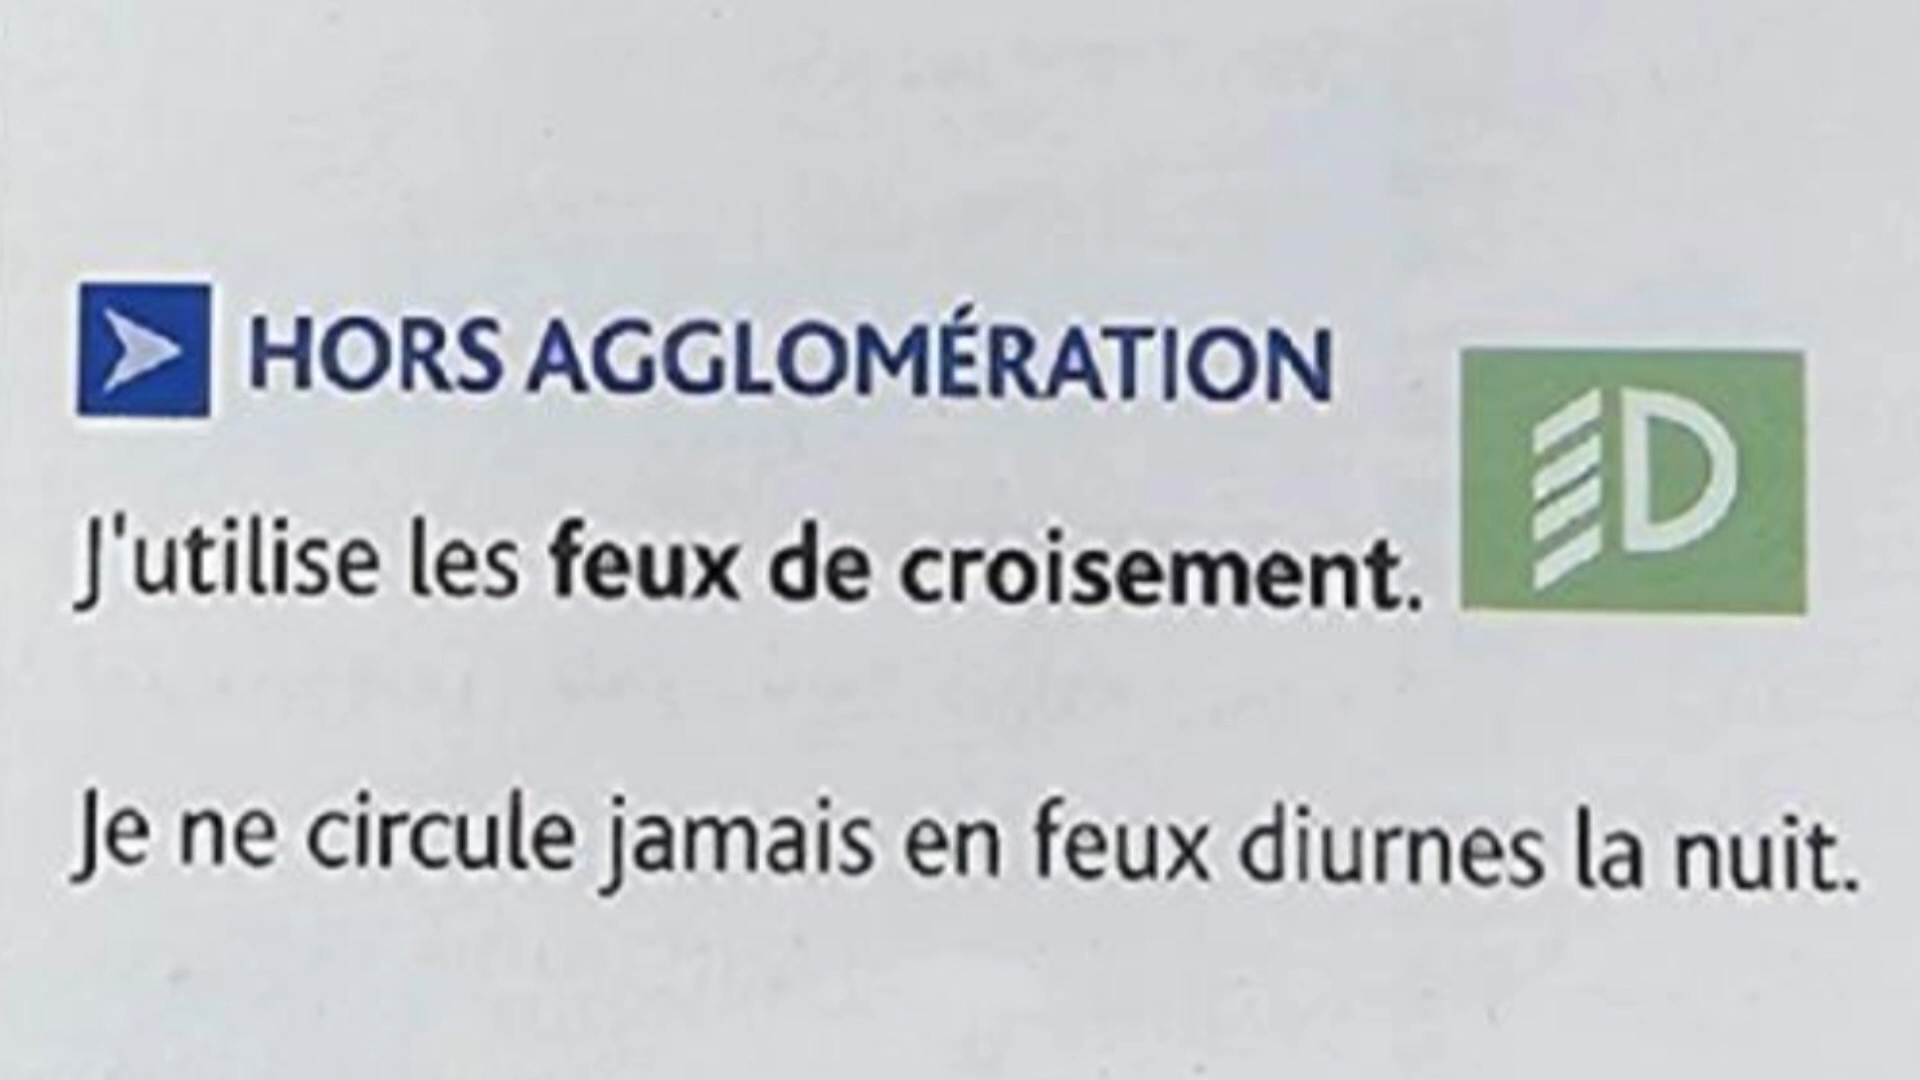 HORS AGGLOMÉRATION
J'utilise les feux de croisement.
Je ne circule jamais en feux diurnes la nuit.